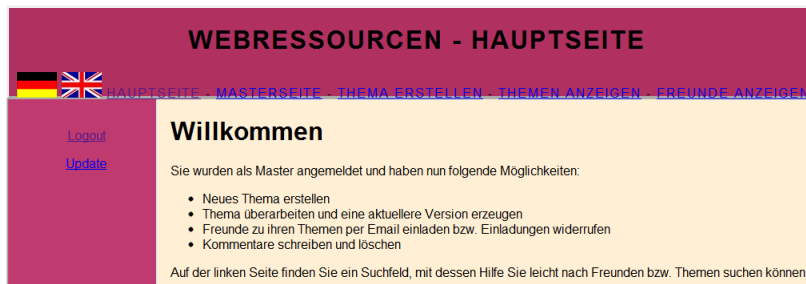 WEBRESSOURCEN - HAUPTSEITE
HAUPTSEITE - MASTERSEITE - THEMA ERSTELLEN - THEMEN ANZEIGEN - FREUNDE ANZEIGEN
Logout
Update
Willkommen
Sie wurden als Master angemeldet und haben nun folgende Möglichkeiten:
• Neues Thema erstellen
• Thema überarbeiten und eine aktuellere Version erzeugen
• Freunde zu ihren Themen per Email einladen bzw. Einladungen widerrufen
• Kommentare schreiben und löschen
Auf der linken Seite finden Sie ein Suchfeld, mit dessen Hilfe Sie leicht nach Freunden bzw. Themen suchen können